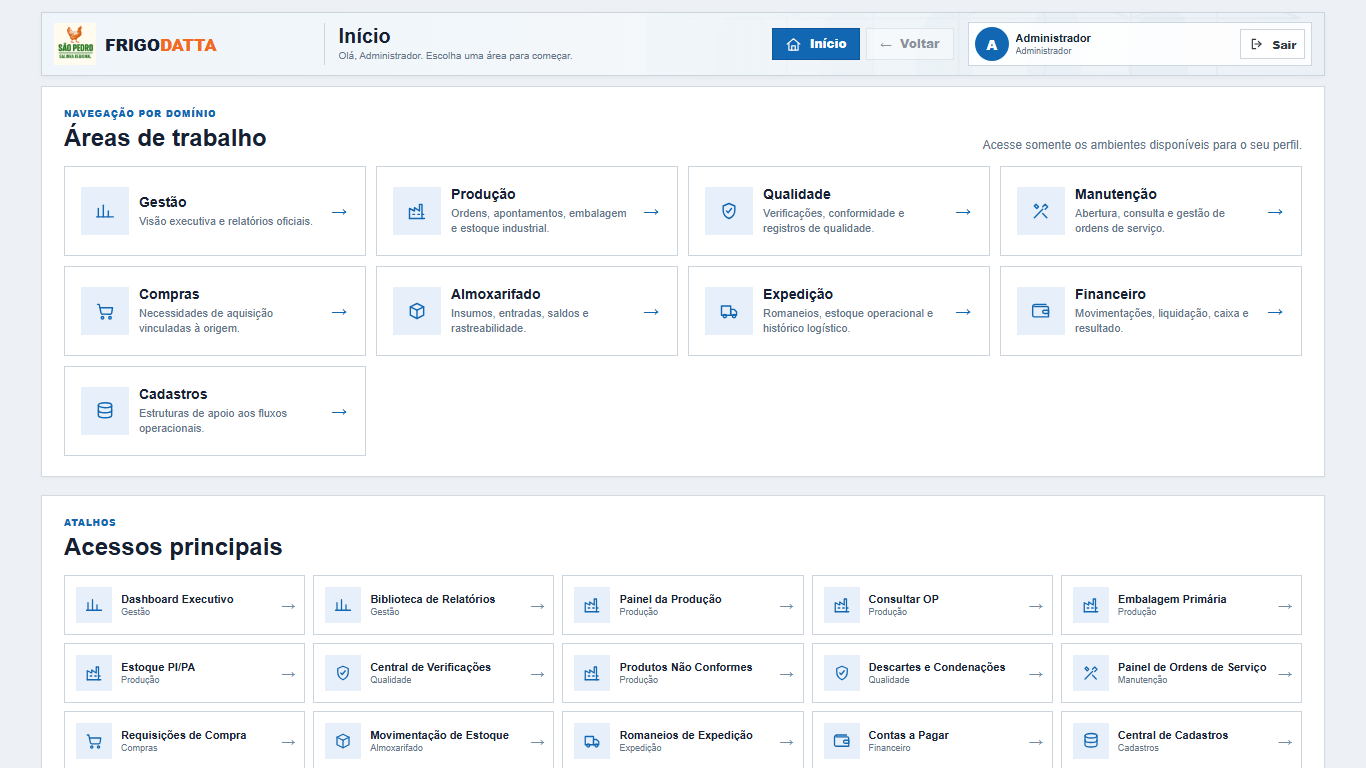 SÃO PEDRO
FRIGODATTA
Início
Olá, Administrador. Escolha uma área para começar.
Início
← Voltar
A
Administrador
Administrador
Sair
NAVEGAÇÃO POR DOMÍNIO
Áreas de trabalho
Acesse somente os ambientes disponíveis para o seu perfil.
Gestão
Visão executiva e relatórios oficiais.
→
Produção
Ordens, apontamentos, embalagem
e estoque industrial.
→
Qualidade
Verificações, conformidade e
registros de qualidade.
→
Manutenção
Abertura, consulta e gestão de
ordens de serviço.
→
Compras
Necessidades de aquisição
vinculadas à origem.
→
Almoxarifado
Insumos, entradas, saldos e
rastreabilidade.
→
Expedição
Romaneios, estoque operacional e
histórico logístico.
→
Financeiro
Movimentações, liquidação, caixa e
resultado.
→
Cadastros
Estruturas de apoio aos fluxos
operacionais.
→
ATALHOS
Acessos principais
Dashboard Executivo
Gestão
→
Biblioteca de Relatórios
Gestão
→
Painel da Produção
Produção
→
Consultar OP
Produção
→
Embalagem Primária
Produção
→
Estoque PI/PA
Produção
→
Central de Verificações
Qualidade
→
Produtos Não Conformes
Produção
→
Descartes e Condenações
Qualidade
→
Painel de Ordens de Serviço
Manutenção
→
Requisições de Compra
Compras
→
Movimentação de Estoque
Almoxarifado
→
Romaneios de Expedição
Expedição
→
Contas a Pagar
Financeiro
→
Central de Cadastros
Cadastros
→